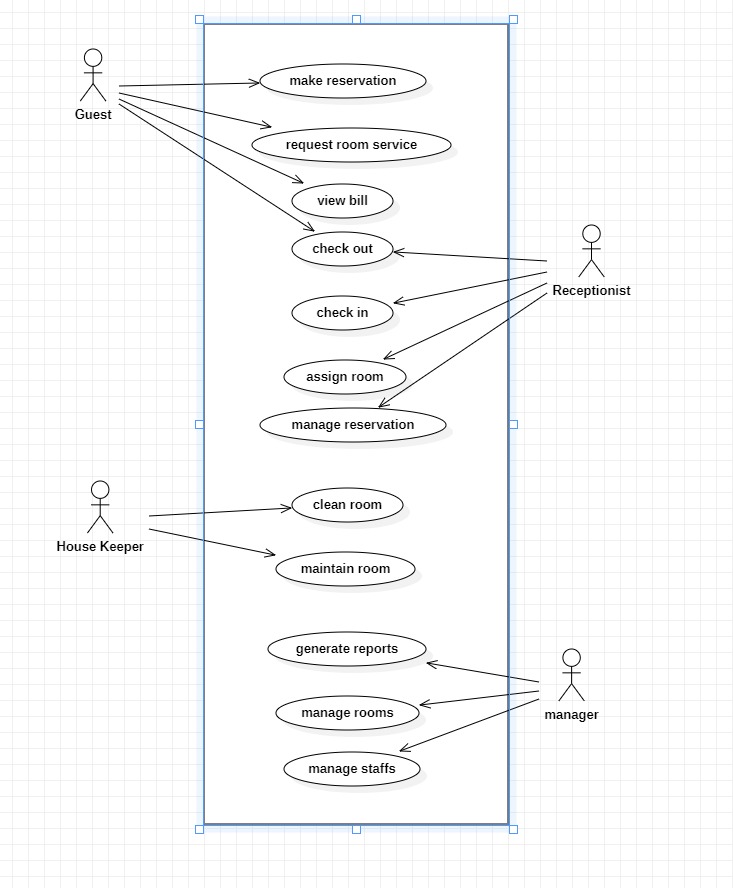 make reservation
Guest
request room service
view bill
check out
Receptionist
check in
assign room
manage reservation
clean room
House Keeper
maintain room
generate reports
manage rooms
manager
manage staffs